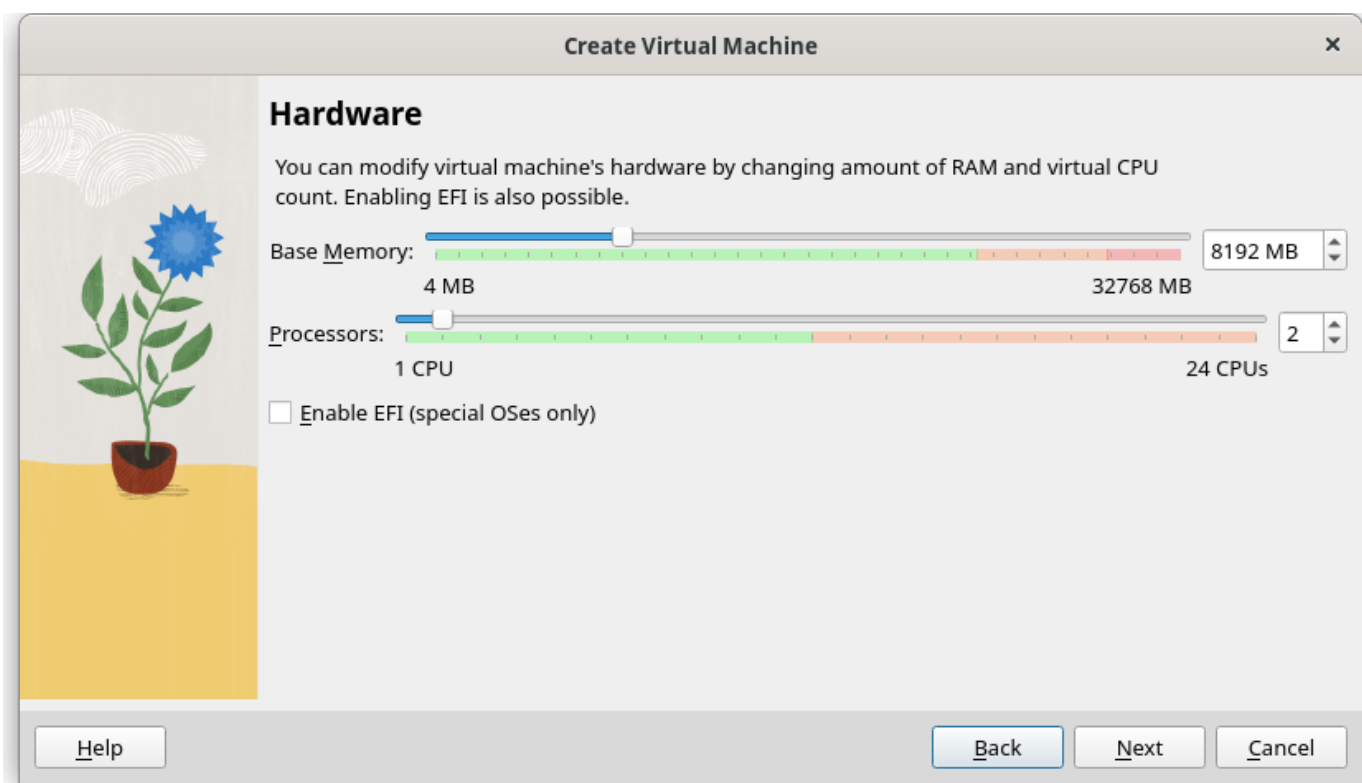 Create Virtual Machine
Hardware
You can modify virtual machine's hardware by changing amount of RAM and virtual CPU
count. Enabling EFI is also possible.
Base Memory:
8192 MB
4 MB
32768 MB
Processors:
2
1 CPU
24 CPUs
Enable EFI (special OSes only)
Help
Back
Next
Cancel